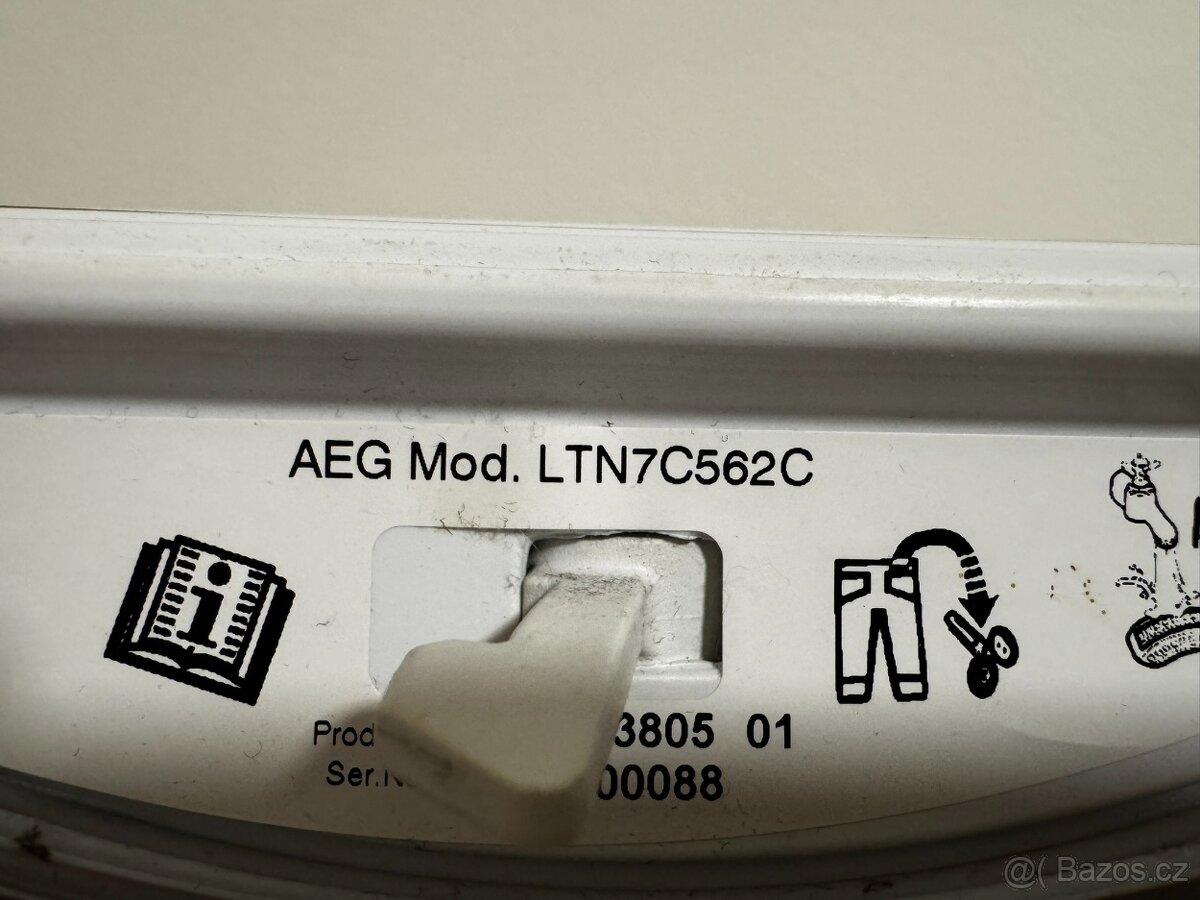 AEG Mod. LTN7C562C
Prod 3805 01
Ser.N 00088
@( Bazos.cz